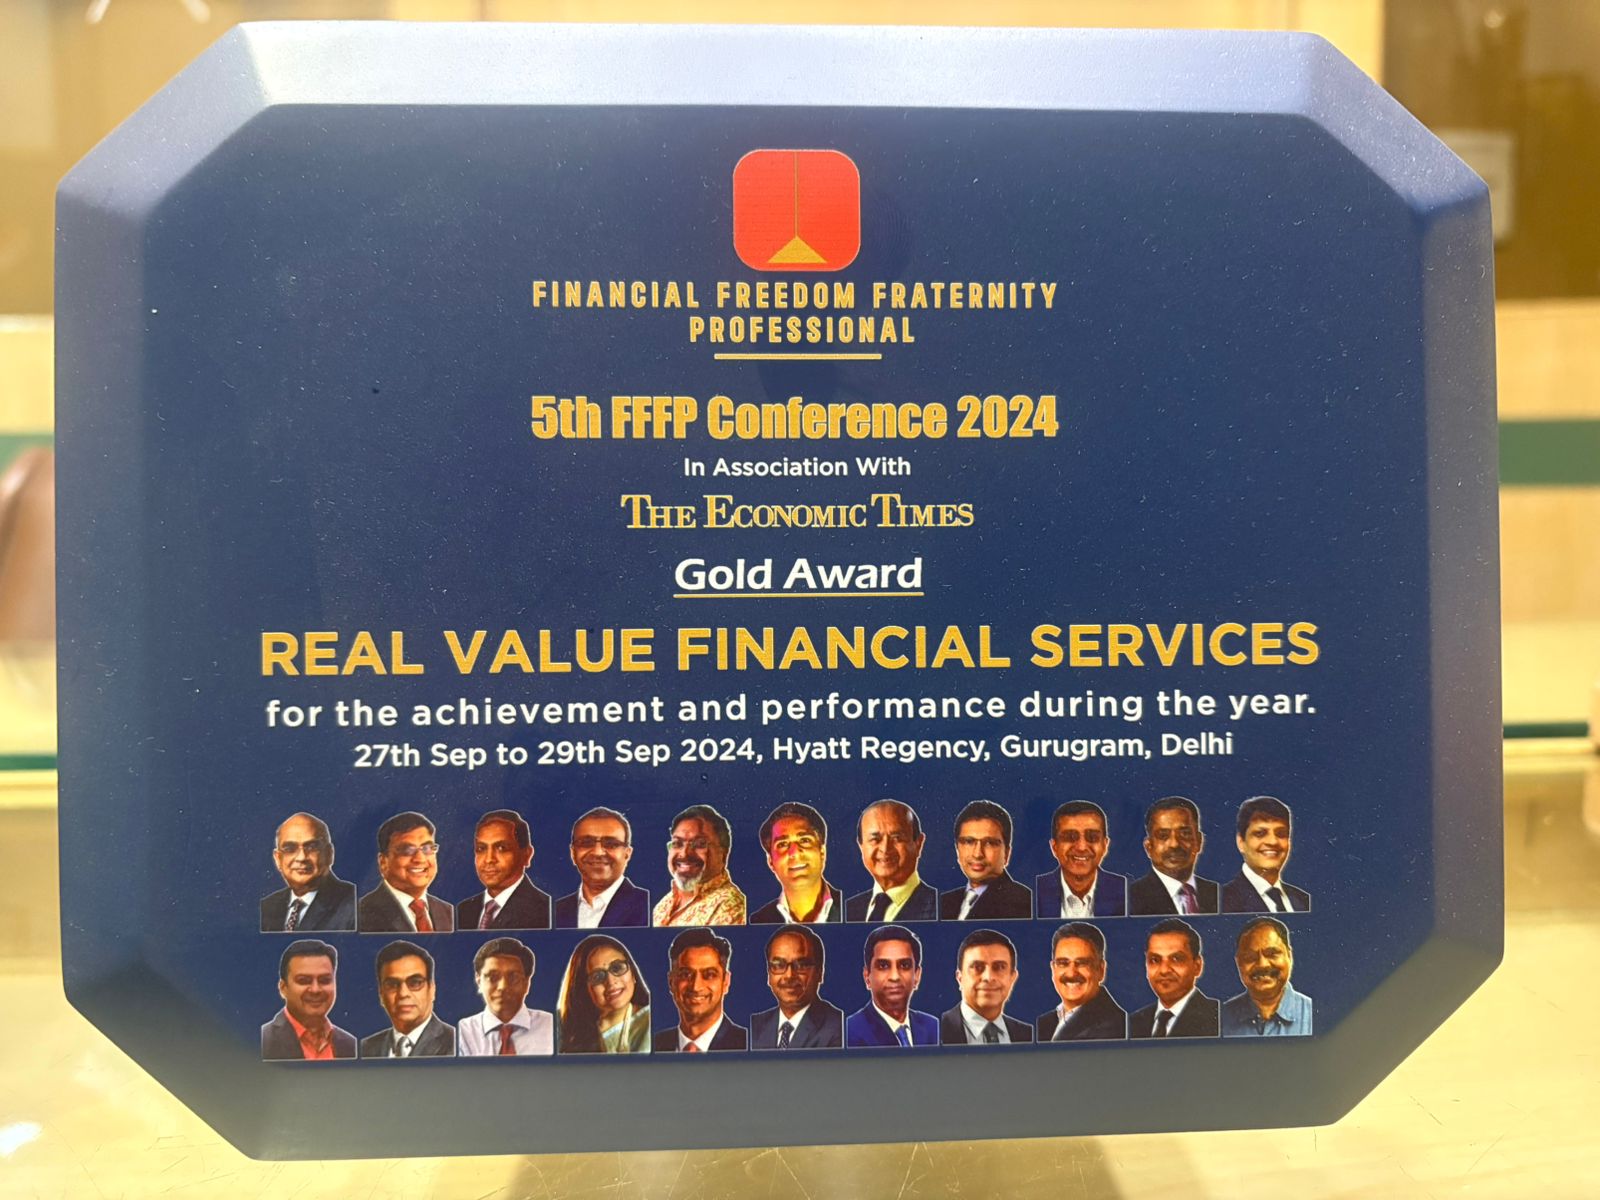 FINANCIAL FREEDOM FRATERNITY
PROFESSIONAL
5th FFFP Conference 2024
In Association With
THE ECONOMIC TIMES
Gold Award
REAL VALUE FINANCIAL SERVICES
for the achievement and performance during the year.
27th Sep to 29th Sep 2024, Hyatt Regency, Gurugram, Delhi